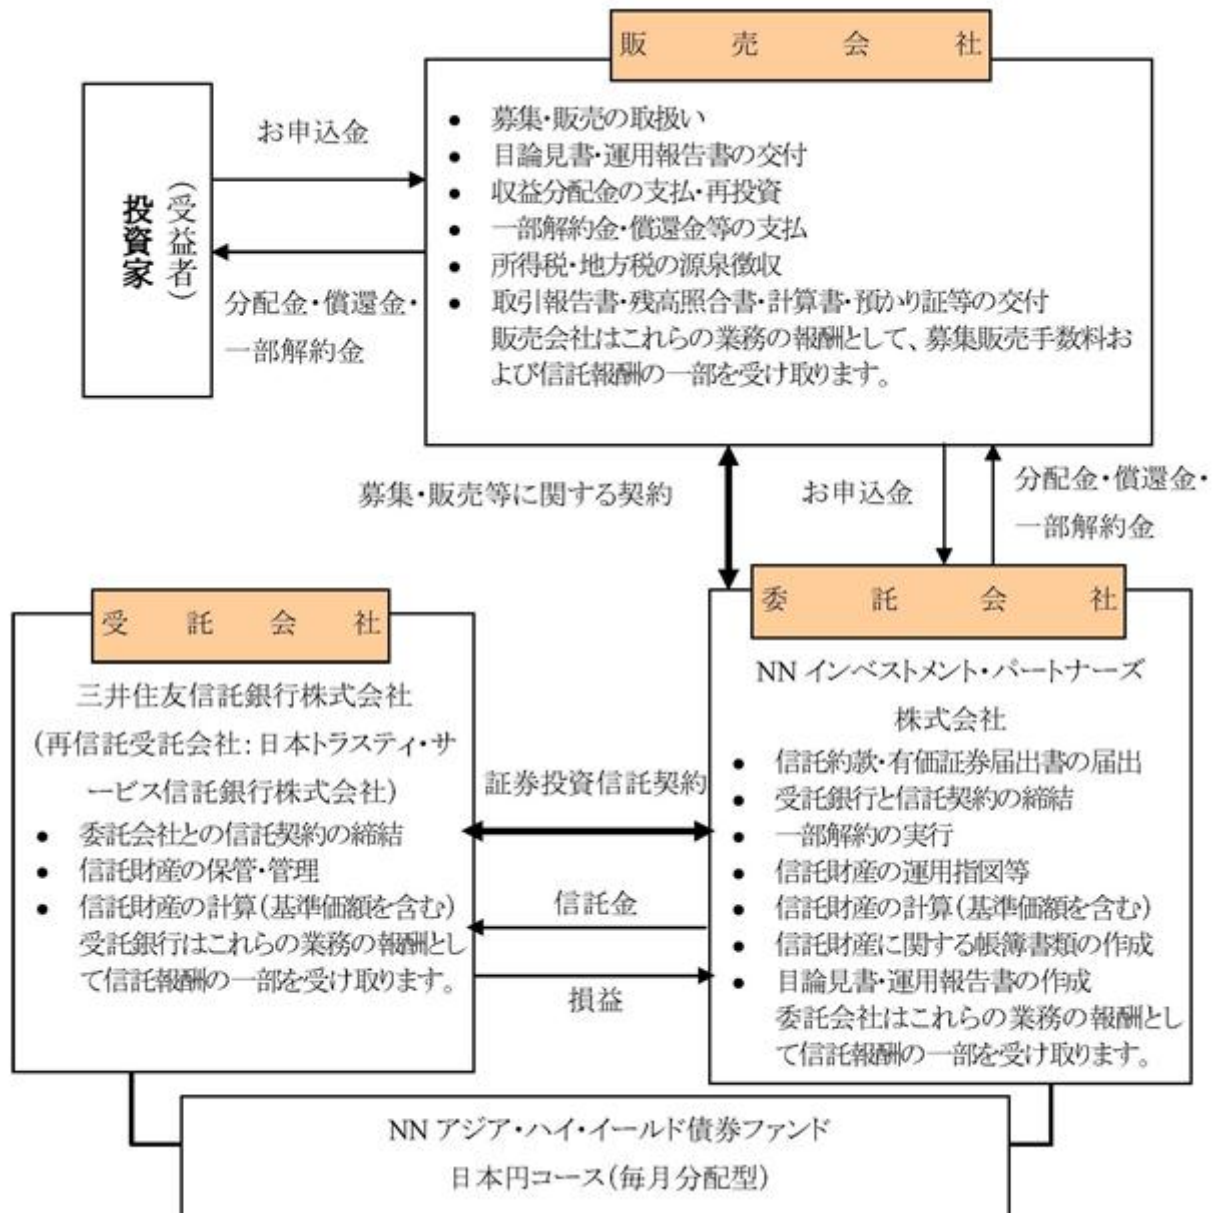 販売会社
・募集・販売の取扱い
・目論見書・運用報告書の交付
・収益分配金の支払・再投資
・一部解約金・償還金等の支払
・所得税・地方税の源泉徴収
・取引報告書・残高照合書・計算書・預かり証等の交付
販売会社はこれらの業務の報酬として、募集販売手数料お
よび信託報酬の一部を受け取ります。
投資家
(受益者)
お申込金
分配金・償還金・
一部解約金
募集・販売等に関する契約
お申込金
分配金・償還金・
一部解約金
受託会社
三井住友信託銀行株式会社
(再信託受託会社:日本トラスティ・サ
ービス信託銀行株式会社)
・委託会社との信託契約の締結
・信託財産の保管・管理
・信託財産の計算(基準価額を含む)
受託銀行はこれらの業務の報酬とし
て信託報酬の一部を受け取ります。
証券投資信託契約
信託金
損益
委託会社
NN インベストメント・パートナーズ
株式会社
・信託約款・有価証券届出書の届出
・受託銀行と信託契約の締結
・一部解約の実行
・信託財産の運用指図等
・信託財産の計算(基準価額を含む)
・信託財産に関する帳簿書類の作成
・目論見書・運用報告書の作成
委託会社はこれらの業務の報酬とし
て信託報酬の一部を受け取ります。
NN アジア・ハイ・イールド債券ファンド
日本円コース(毎月分配型)